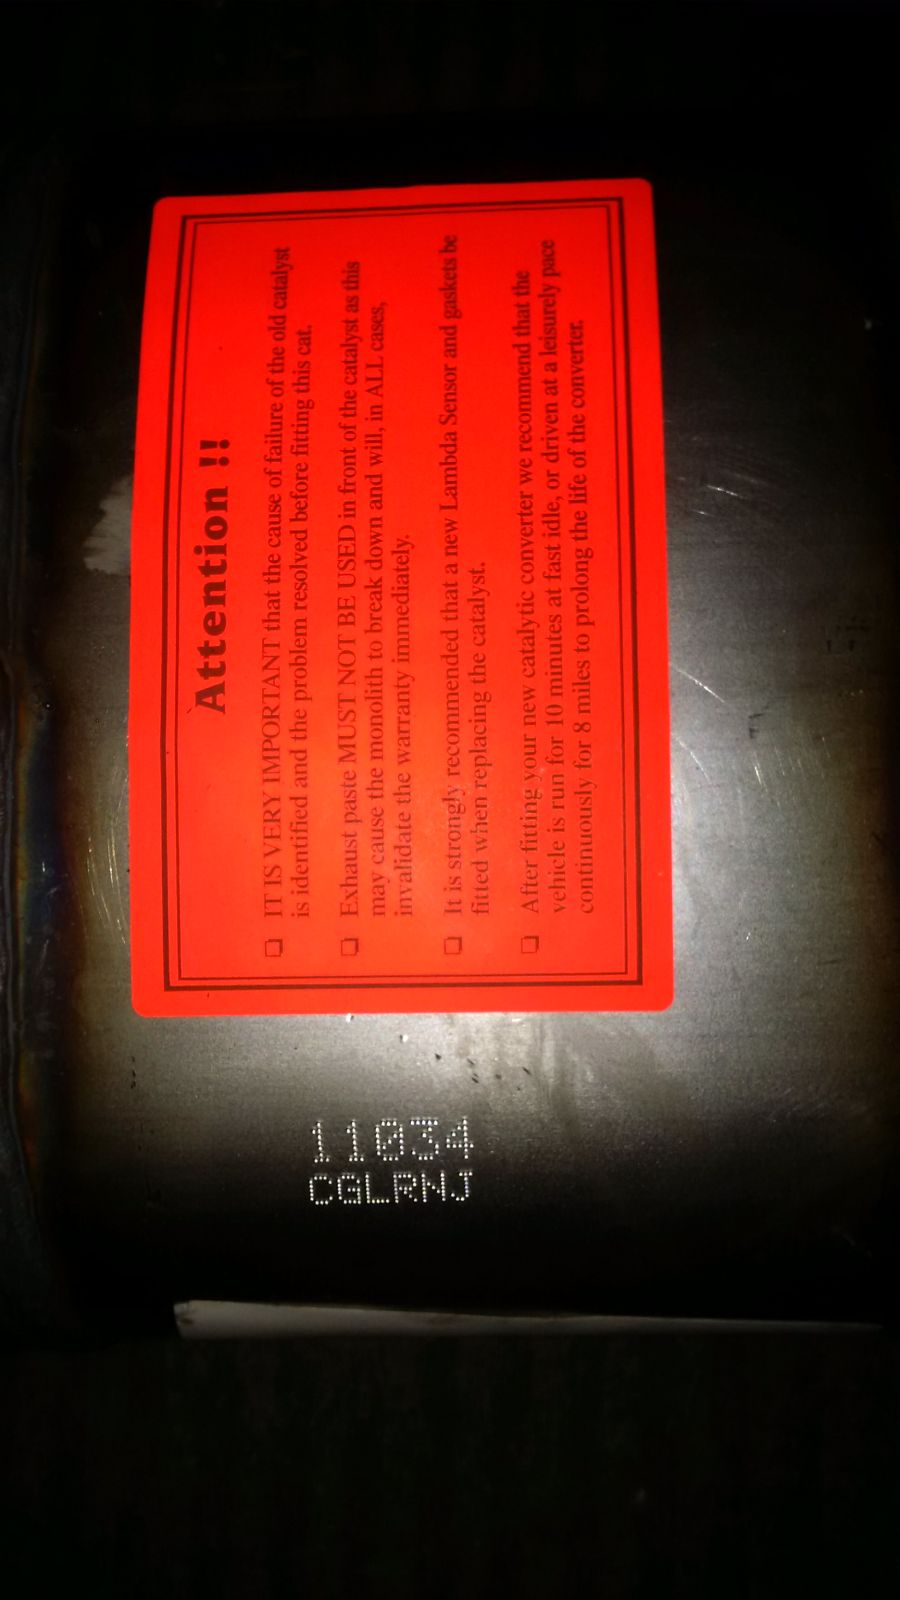 Attention !!
❏ IT IS VERY IMPORTANT that the cause of failure of the old catalyst
is identified and the problem resolved before fitting this cat.
❏ Exhaust paste MUST NOT BE USED in front of the catalyst as this
may cause the monolith to break down and will, in ALL cases,
invalidate the warranty immediately.
❏ It is strongly recommended that a new Lambda Sensor and gaskets be
fitted when replacing the catalyst.
❏ After fitting your new catalytic converter we recommend that the
vehicle is run for 10 minutes at fast idle, or driven at a leisurely pace
continuously for 8 miles to prolong the life of the converter.
11034
CGLRNJ